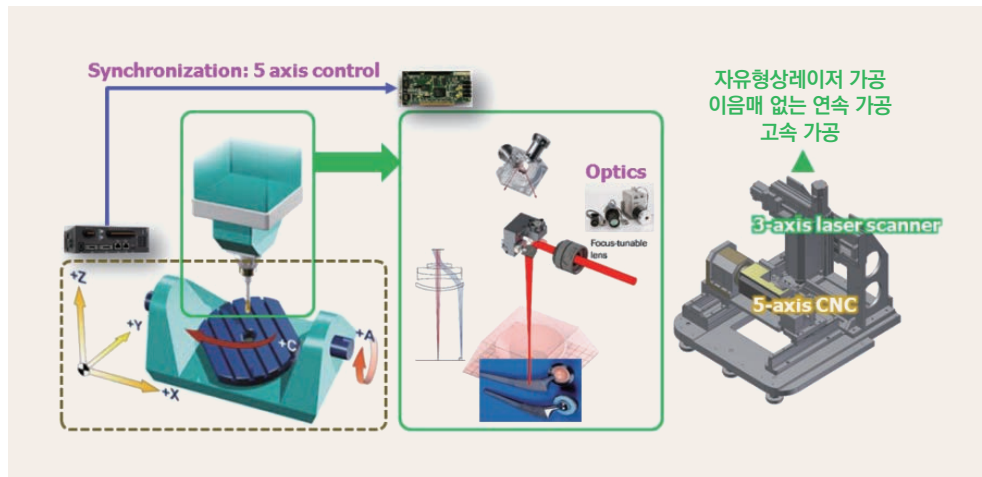 Synchronization: 5 axis control
자유형상레이저 가공
이음매 없는 연속 가공
고속 가공
Optics
Focus-tunable
lens
3-axis laser scanner
5-axis CNC
+Z
+Y
+X
+C
+A